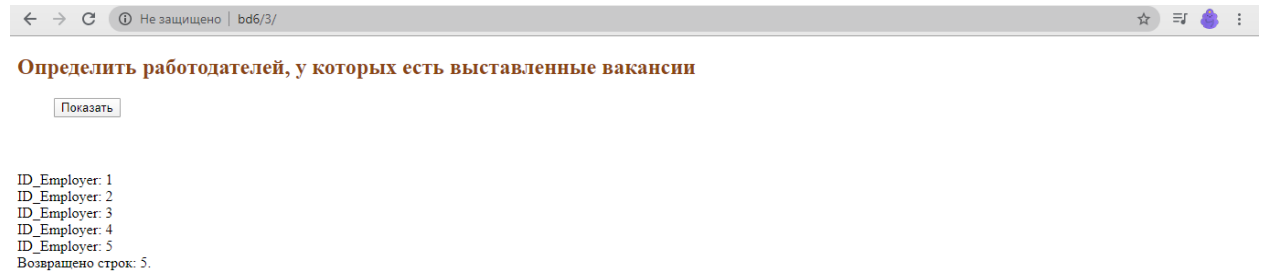 Не защищено | bd6/3/
Определить работодателей, у которых есть выставленные вакансии
Показать
ID_Employer: 1
ID_Employer: 2
ID_Employer: 3
ID_Employer: 4
ID_Employer: 5
Возвращено строк: 5.